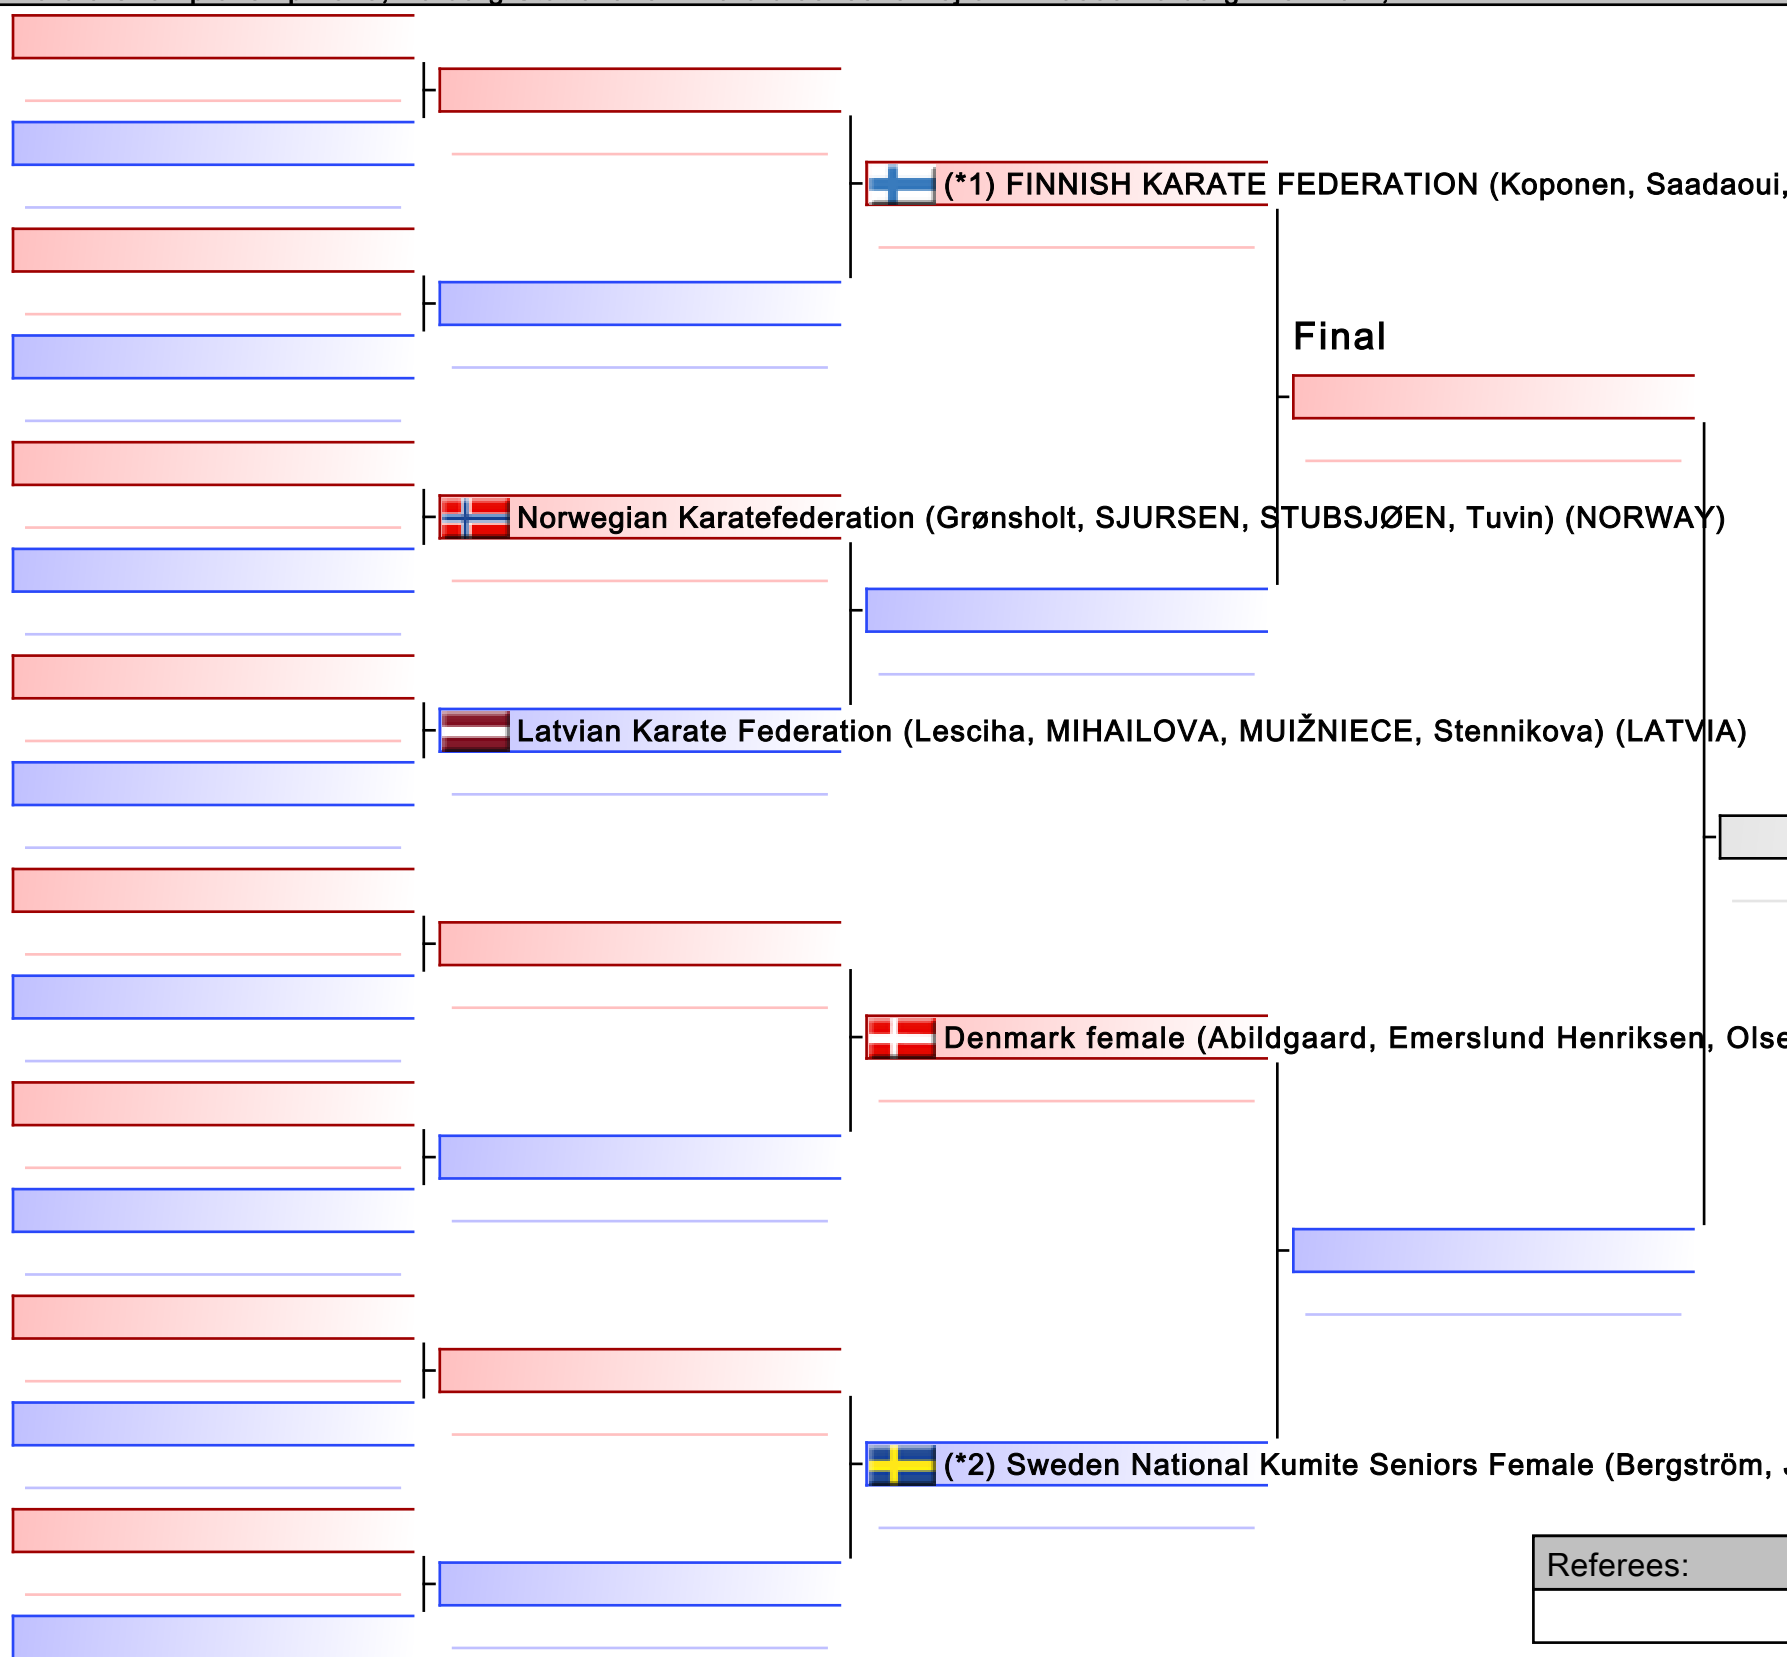 (*1) FINNISH KARATE FEDERATION (Koponen, Saadaoui,
Final
Norwegian Karatefederation (Grønsholt, SJURSEN, STUBSJØEN, Tuvin) (NORWAY)
Latvian Karate Federation (Lesciha, MIHAILOVA, MUIŽNIECE, Stennikova) (LATVIA)
Denmark female (Abildgaard, Emerslund Henriksen, Olse
(*2) Sweden National Kumite Seniors Female (Bergström,
Referees: